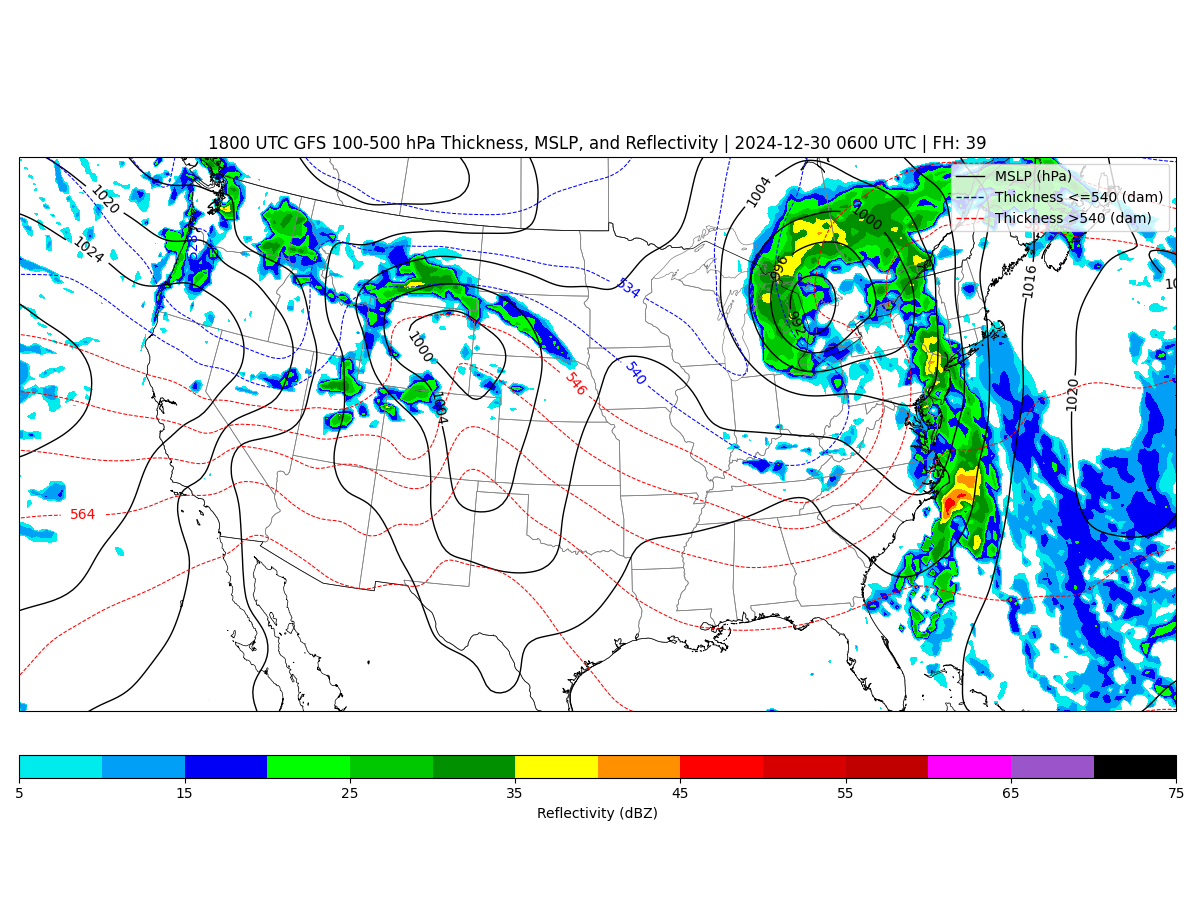 1800 UTC GFS 100-500 hPa Thickness, MSLP, and Reflectivity | 2024-12-30 0600 UTC | FH: 39
MSLP (hPa)
Thickness <=540 (dam)
Thickness >540 (dam)
1020
1004
1000
1024
996
1016
534
992
1000
540
546
1020
1004
564
5 15 25 35 45 55 65 75
Reflectivity (dBZ)